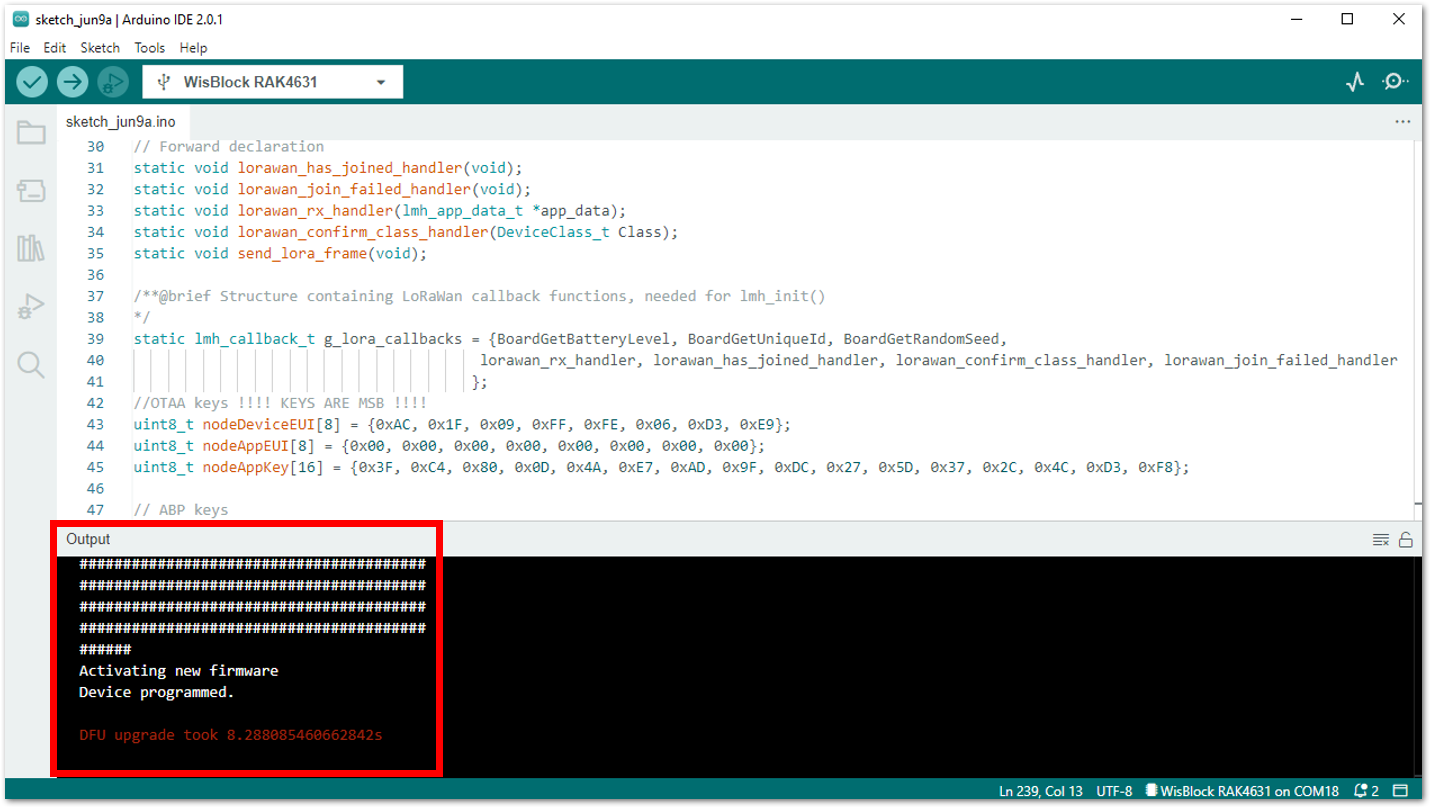 sketch_jun9a | Arduino IDE 2.0.1
File Edit Sketch Tools Help
WisBlock RAK4631
sketch_jun9a.ino
30 // Forward declaration
31 static void lorawan_has_joined_handler(void);
32 static void lorawan_join_failed_handler(void);
33 static void lorawan_rx_handler(lmh_app_data_t *app_data);
34 static void lorawan_confirm_class_handler(DeviceClass_t Class);
35 static void send_lora_frame(void);
36
37 /**@brief Structure containing LoRaWan callback functions, needed for lmh_init()
38 */
39 static lmh_callback_t g_lora_callbacks = {BoardGetBatteryLevel, BoardGetUniqueId, BoardGetRandomSeed,
40 lorawan_rx_handler, lorawan_has_joined_handler, lorawan_confirm_class_handler, lorawan_join_failed_handler
41 };
42 //OTAA keys !!!! KEYS ARE MSB !!!!
43 uint8_t nodeDeviceEUI[8] = {0xAC, 0x1F, 0x09, 0xFF, 0xFE, 0x06, 0xD3, 0xE9};
44 uint8_t nodeAppEUI[8] = {0x00, 0x00, 0x00, 0x00, 0x00, 0x00, 0x00, 0x00};
45 uint8_t nodeAppKey[16] = {0x3F, 0xC4, 0x80, 0x0D, 0x4A, 0xE7, 0xAD, 0x9F, 0xDC, 0x27, 0x5D, 0x37, 0x2C, 0x4C, 0xD3, 0xF8};
46
47 // ABP keys
Output
########################################
########################################
########################################
########################################
######
Activating new firmware
Device programmed.
DFU upgrade took 8.288085460662842s
Ln 239, Col 13 UTF-8 WisBlock RAK4631 on COM18 2